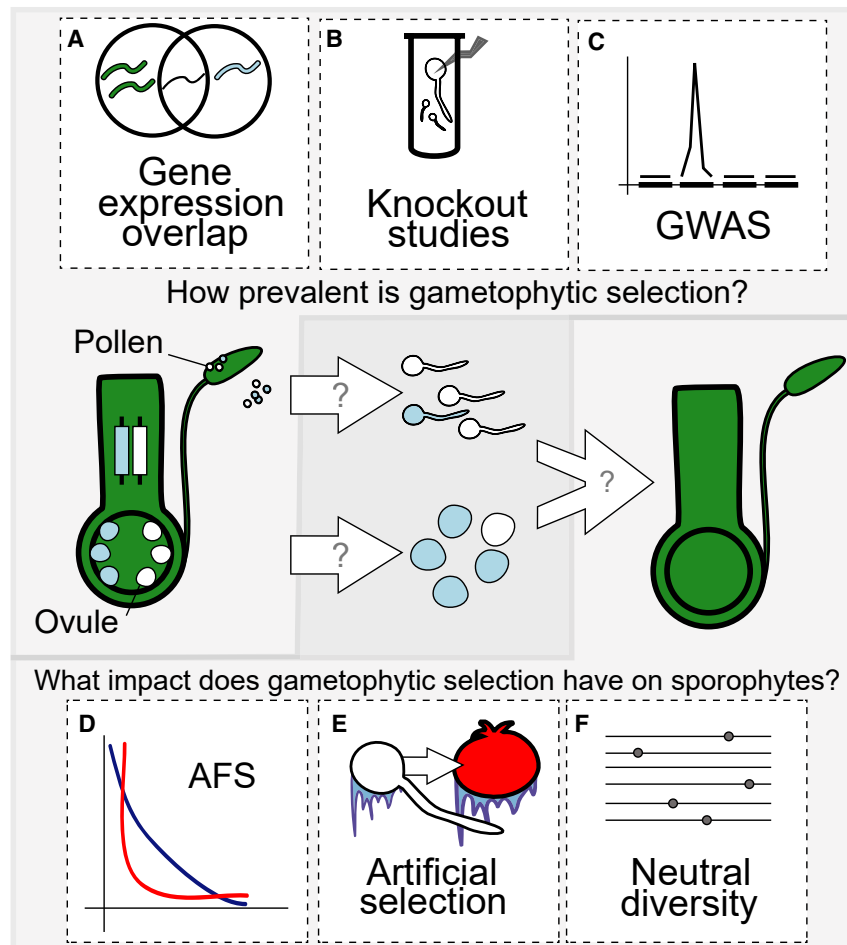 A
Gene
expression
overlap
B
Knockout
studies
C
GWAS
How prevalent is gametophytic selection?
Pollen
?
?
?
Ovule
What impact does gametophytic selection have on sporophytes?
D
AFS
E
Artificial
selection
F
Neutral
diversity